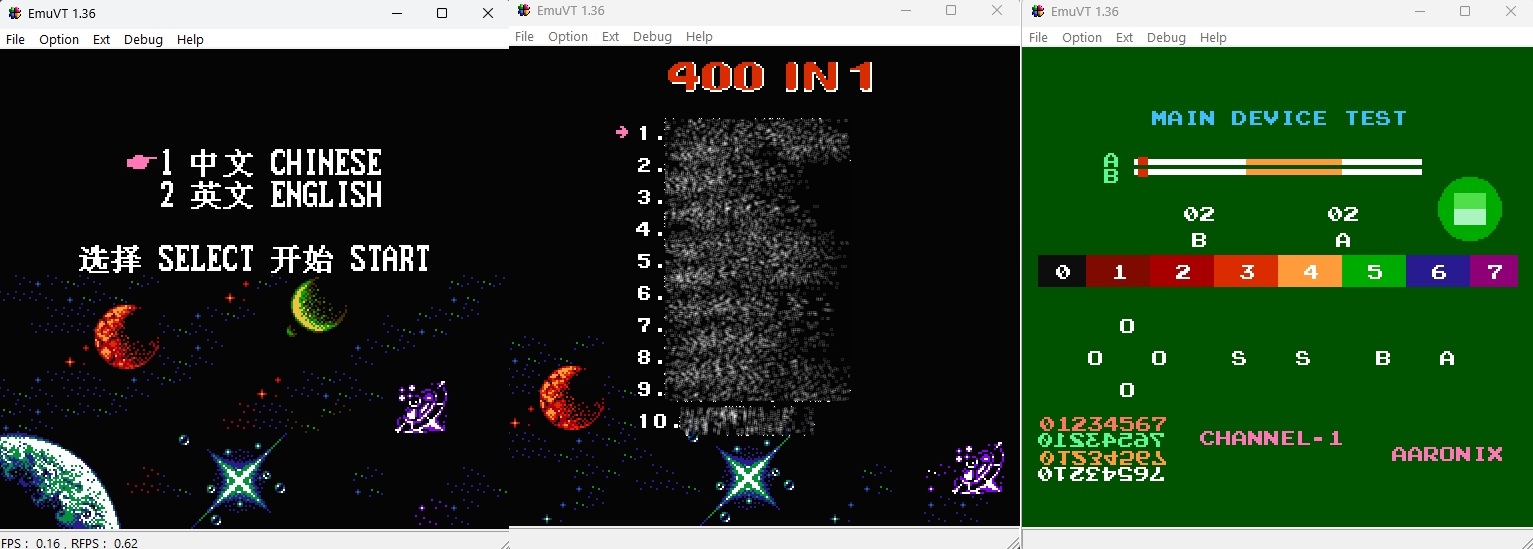 EmuVT 1.36
File Option Ext Debug Help
1 中文 CHINESE
2 英文 ENGLISH
选择 SELECT 开始 START
FPS : 0.16 , RFPS : 0.62
EmuVT 1.36
File Option Ext Debug Help
400 IN 1
1.
2.
3.
4.
5.
6.
7.
8.
9.
10.
EmuVT 1.36
File Option Ext Debug Help
MAIN DEVICE TEST
A
B
02 02
B A
0 1 2 3 4 5 6 7
O
O O S S B A
O
01234567
76543210
76543210
76543210
CHANNEL-1
AARONIX